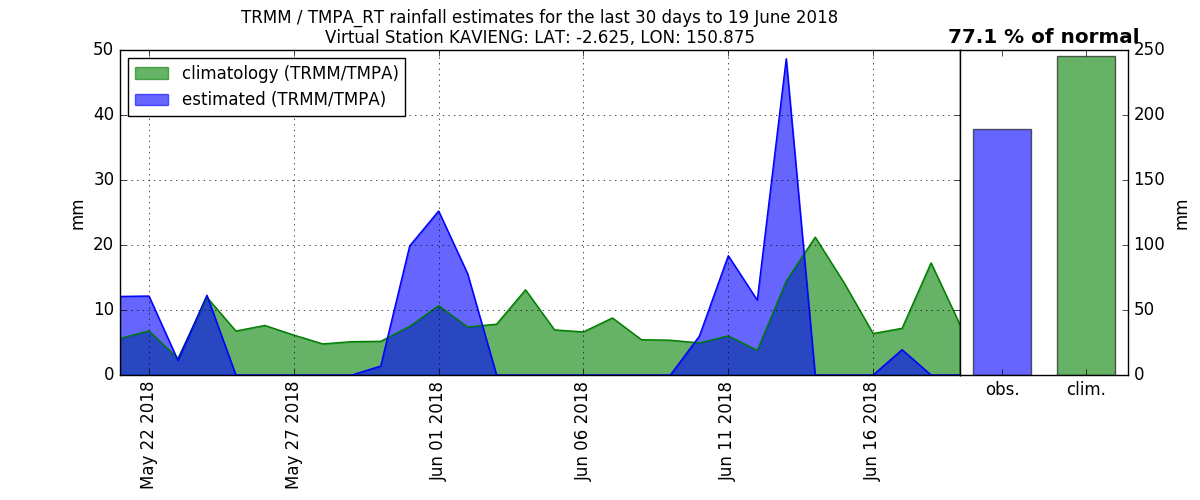 TRMM / TMPA_RT rainfall estimates for the last 30 days to 19 June 2018
Virtual Station KAVIENG: LAT: -2.625, LON: 150.875
77.1 % of normal
climatology (TRMM/TMPA)
estimated (TRMM/TMPA)
50
40
30
20
10
0
mm
May 22 2018
May 27 2018
Jun 01 2018
Jun 06 2018
Jun 11 2018
Jun 16 2018
250
200
150
100
50
0
mm
obs.
clim.